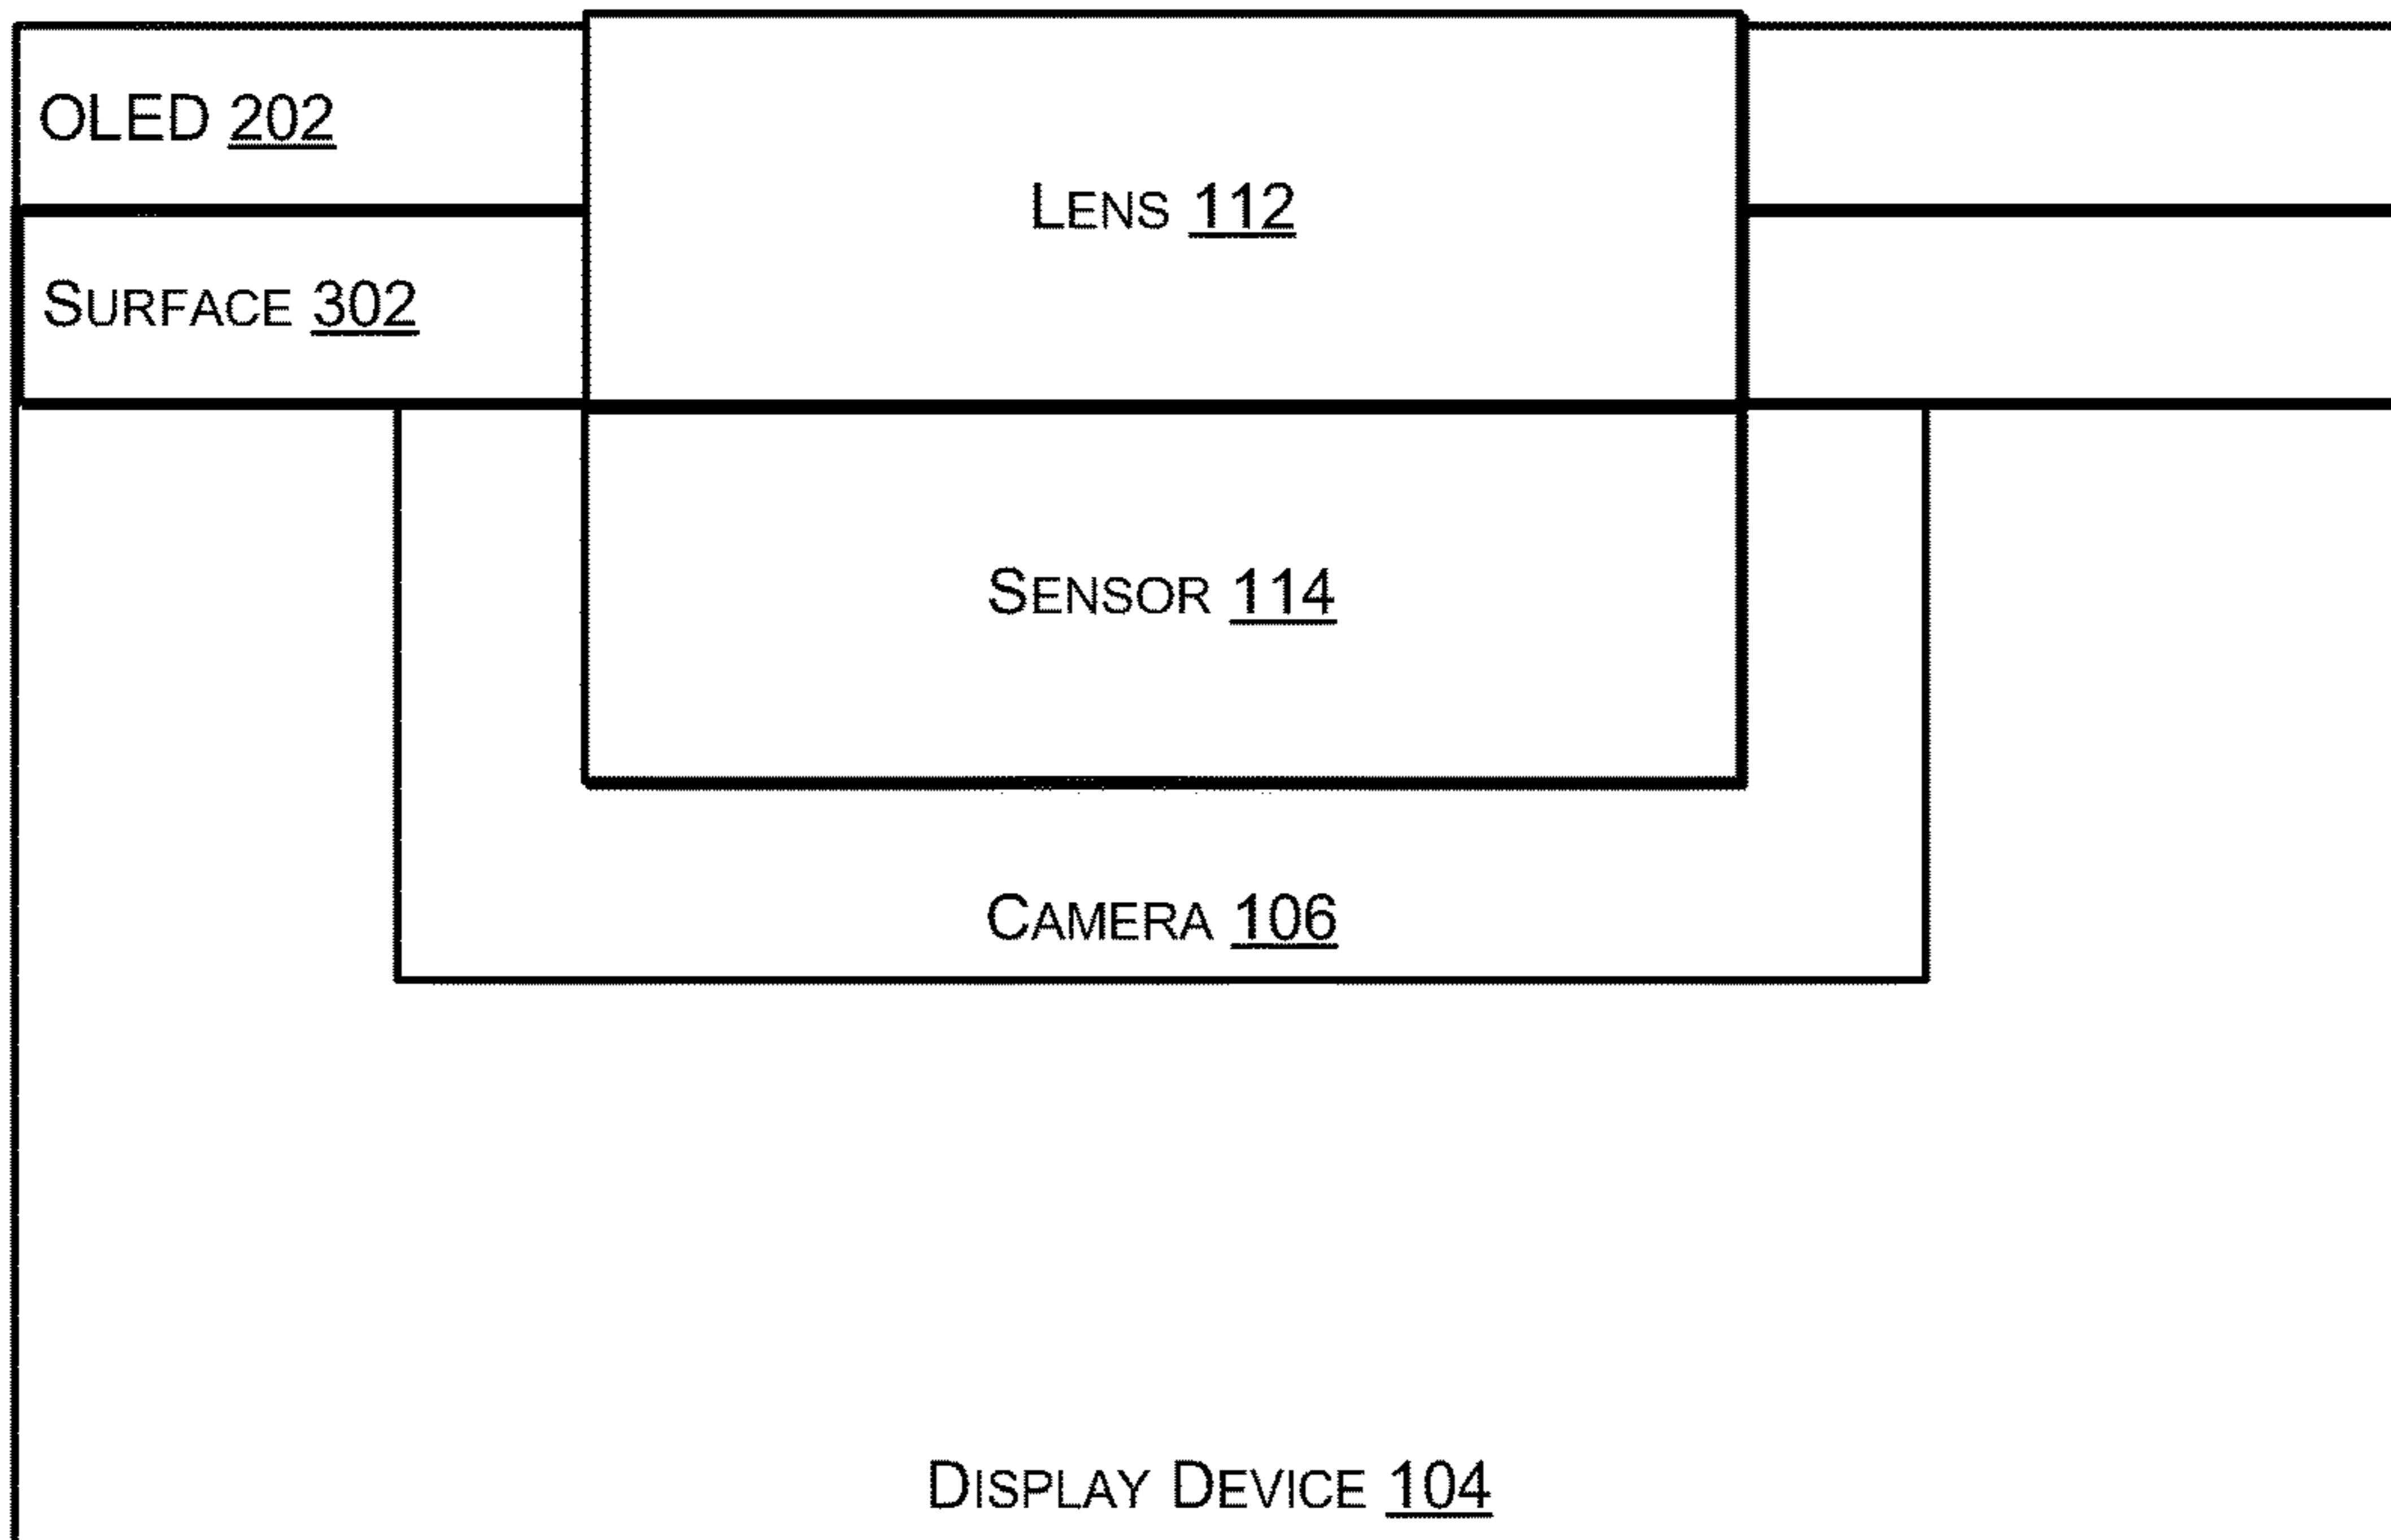 OLED 202
LENS 112
SURFACE 302
SENSOR 114
CAMERA 106
DISPLAY DEVICE 104